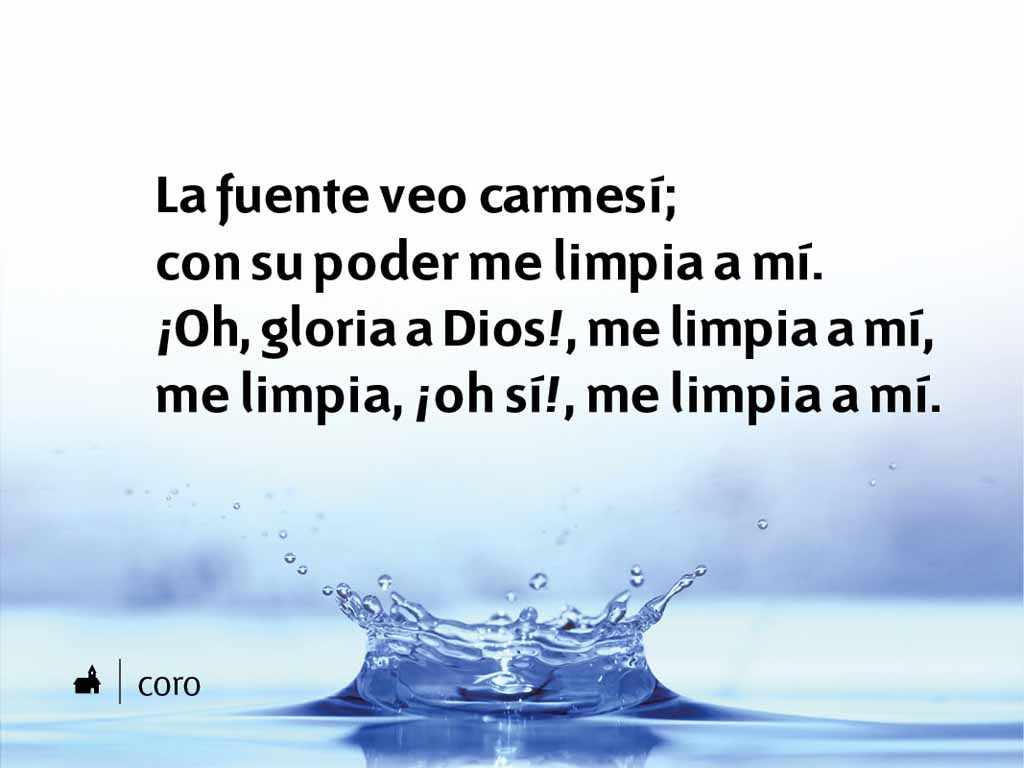 La fuente veo carmesí;
con su poder me limpia a mí.
¡Oh, gloria a Dios!, me limpia a mí,
me limpia, ¡oh sí!, me limpia a mí.
coro